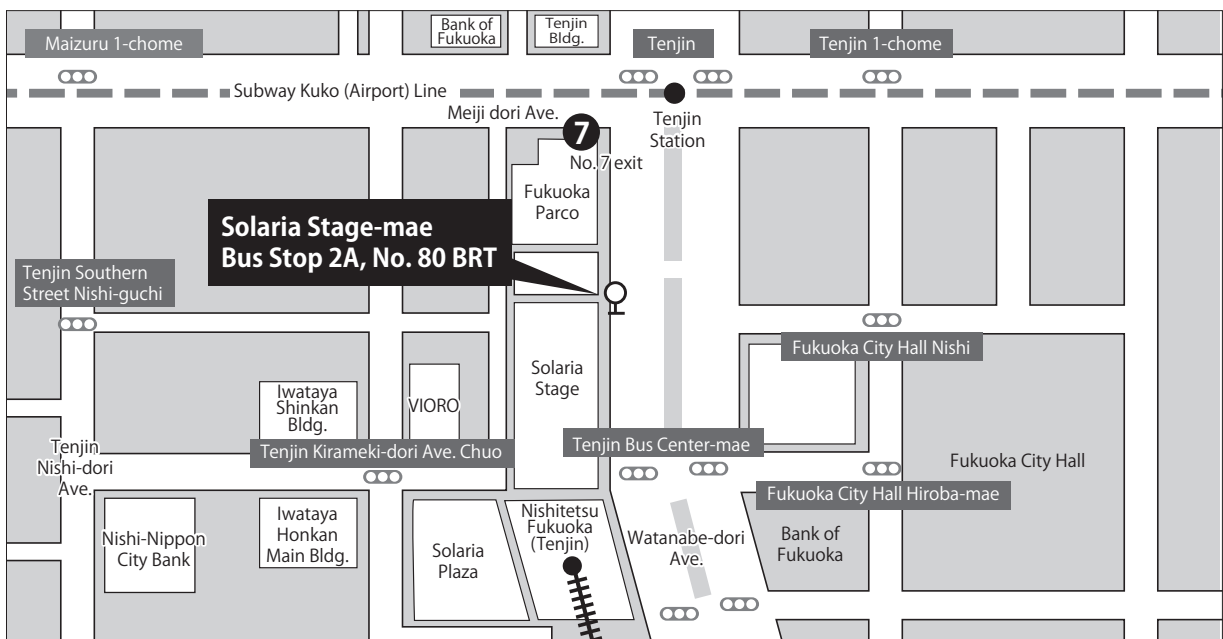 Bank of
Fukuoka
Tenjin
Bldg.
Maizuru 1-chome
Tenjin
Tenjin 1-chome
Subway Kuko (Airport) Line
Meiji dori Ave.
Tenjin
Station
7
No. 7 exit
Fukuoka
Parco
Solaria Stage-mae
Bus Stop 2A, No. 80 BRT
Tenjin Southern
Street Nishi-guchi
Fukuoka City Hall Nishi
Solaria
Stage
Iwataya
Shinkan
Bldg.
VIORO
Tenjin
Nishi-dori
Ave.
Tenjin Kirameki-dori Ave. Chuo
Tenjin Bus Center-mae
Fukuoka City Hall
Fukuoka City Hall Hiroba-mae
Nishi-Nippon
City Bank
Iwataya
Honkan
Main Bldg.
Solaria
Plaza
Nishitetsu
Fukuoka
(Tenjin)
Watanabe-dori
Ave.
Bank of
Fukuoka